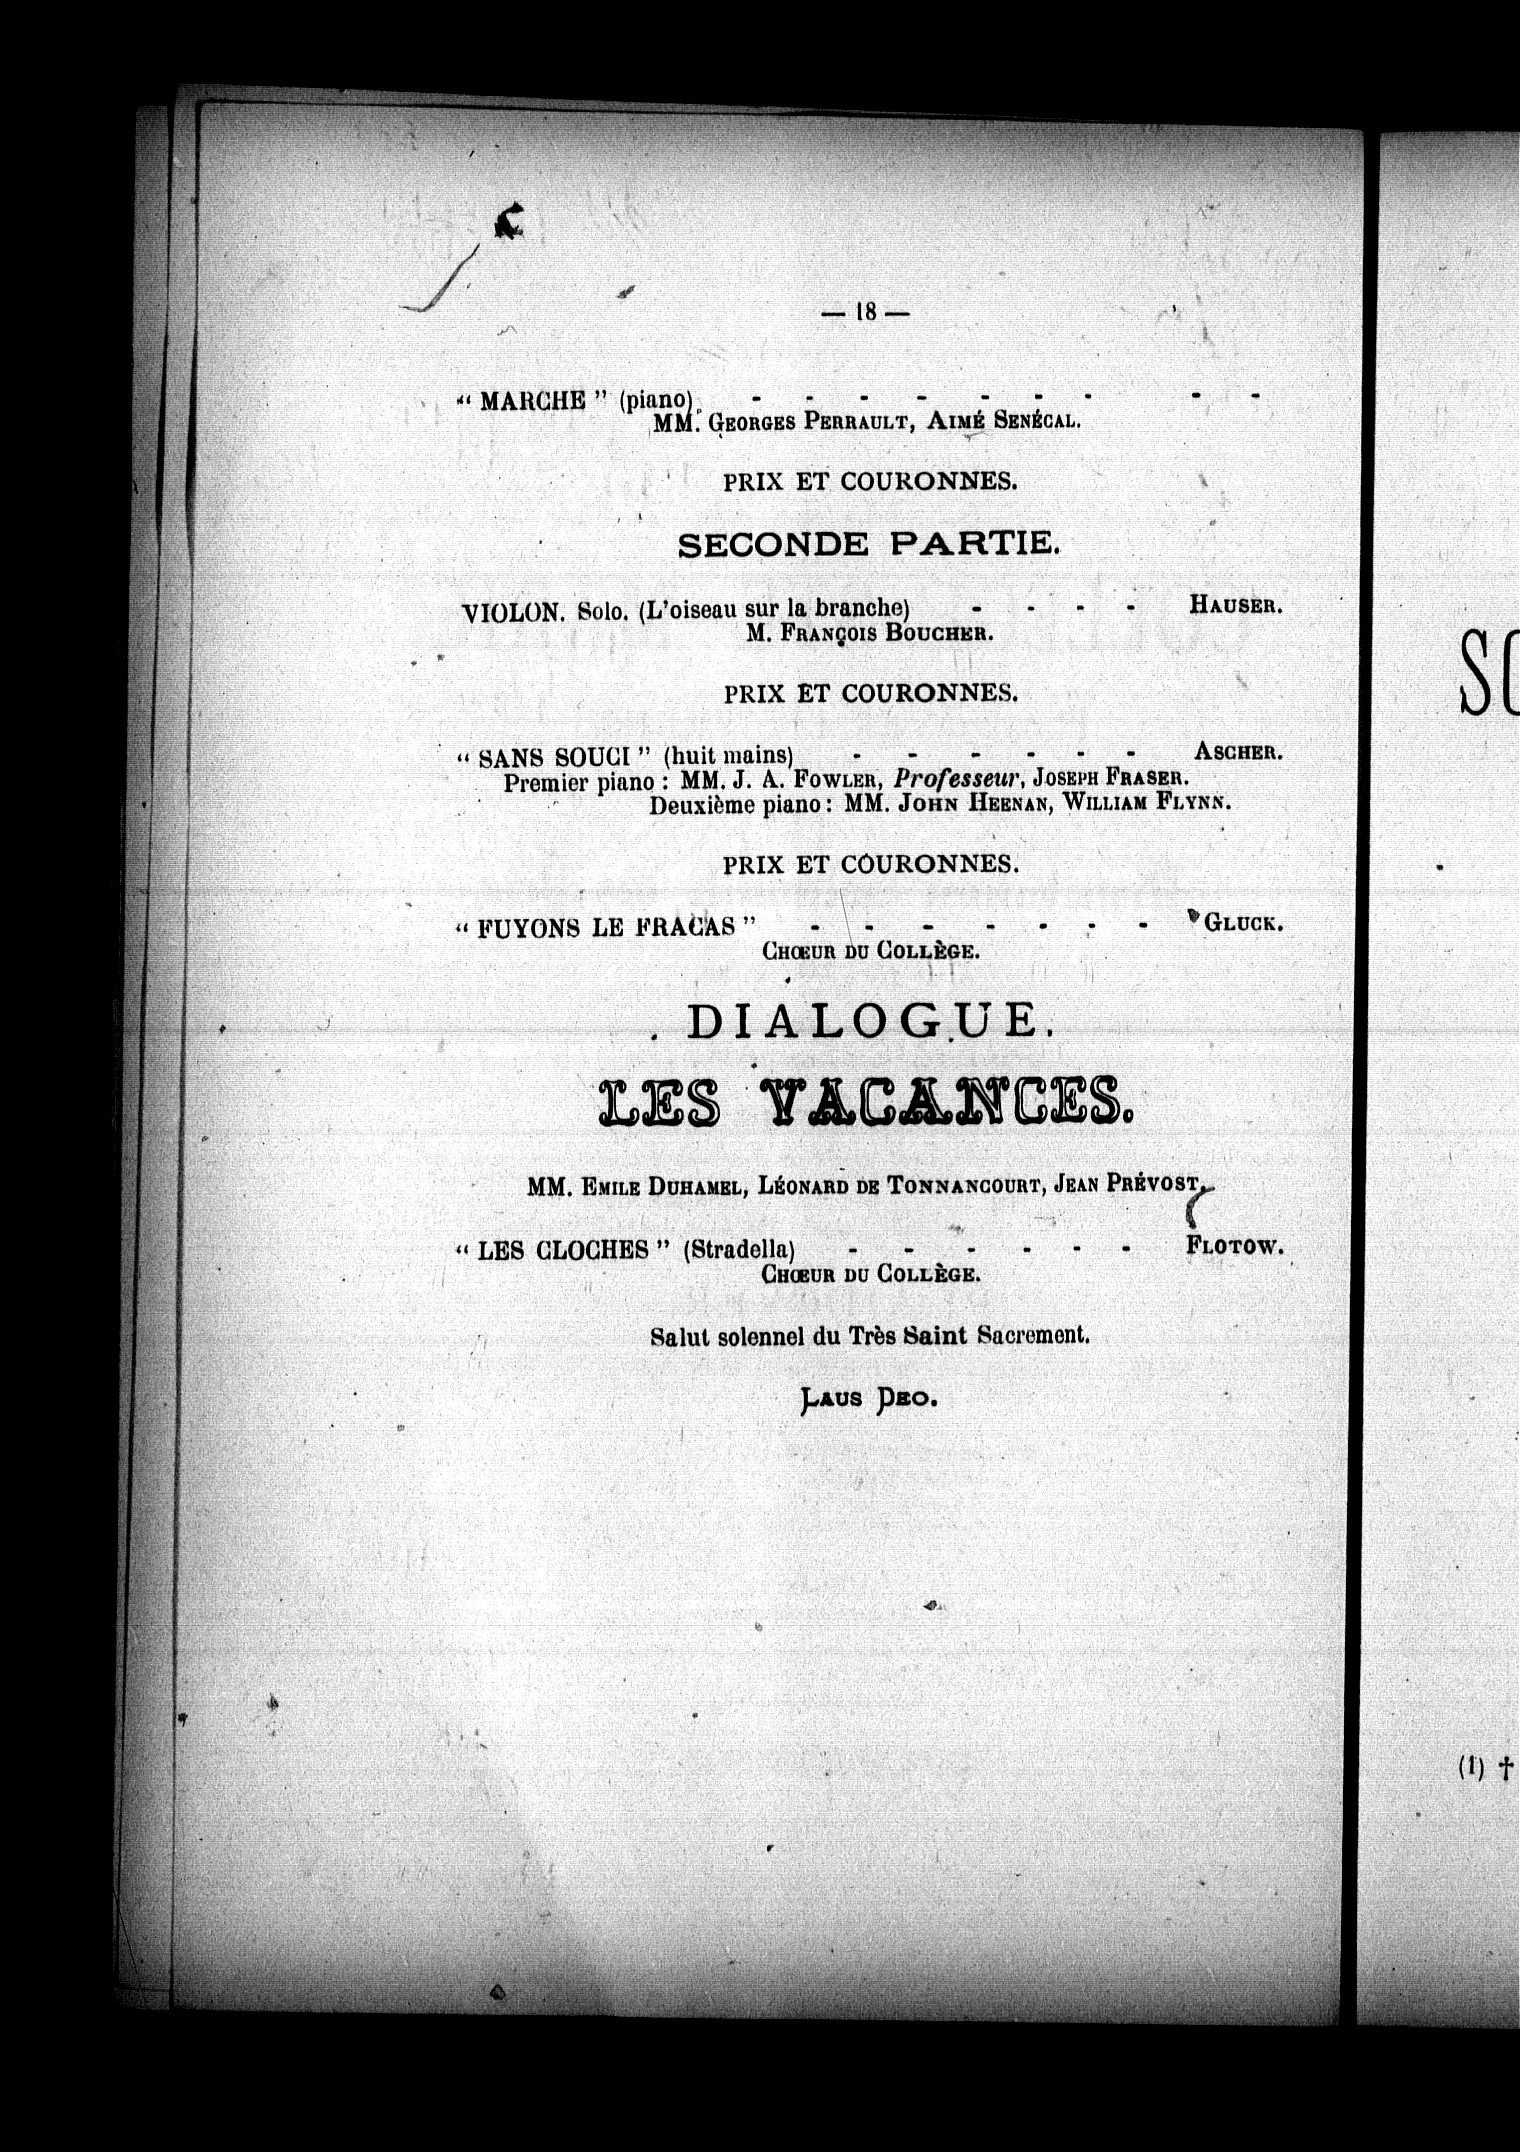 — 18 —
“ MARCHE ” (piano) - - - - - - - - -
MM. GEORGES PERRAULT, AIMÉ SENÉCAL.
PRIX ET COURONNES.
SECONDE PARTIE.
VIOLON. Solo. (L'oiseau sur la branche) - - - - HAUSER.
M. FRANÇOIS BOUCHER.
PRIX ET COURONNES.
“ SANS SOUCI ” (huit mains) - - - - - - ASCHER.
Premier piano : MM. J. A. FOWLER, Professeur, JOSEPH FRASER.
Deuxième piano : MM. JOHN HEENAN, WILLIAM FLYNN.
PRIX ET COURONNES.
“ FUYONS LE FRACAS ” - - - - - - - GLUCK.
CHŒUR DU COLLÈGE.
DIALOGUE.
LES VACANCES.
MM. EMILE DUHAMEL, LÉONARD DE TONNANCOURT, JEAN PRÉVOST.
“ LES CLOCHES ” (Stradella) - - - - - - FLOTOW.
CHŒUR DU COLLÈGE.
Salut solennel du Très Saint Sacrement.
LAUS DEO.
SO
(1) †